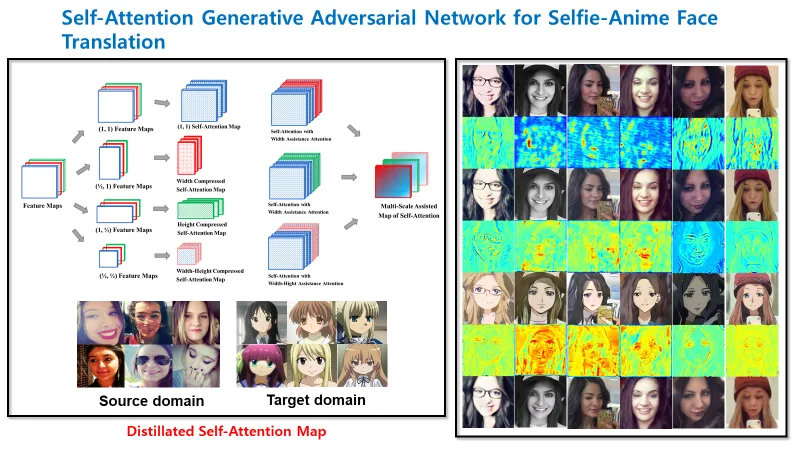 Self-Attention Generative Adversarial Network for Selfie-Anime Face
Translation
(1, 1) Feature Maps
(1, 1) Self-Attention Map
Self-Attention with
Width Assistance Attention
Feature Maps
(½, 1) Feature Maps
Width Compressed
Self-Attention Map
(1, ½) Feature Maps
Height Compressed
Self-Attention Map
Self-Attention with
Width Assistance Attention
Multi-Scale Assisted
Map of Self-Attention
(½, ½) Feature Maps
Width-Height Compressed
Self-Attention Map
Self-Attention with
Width-Hight Assistance Attention
Source domain
Target domain
Distillated Self-Attention Map